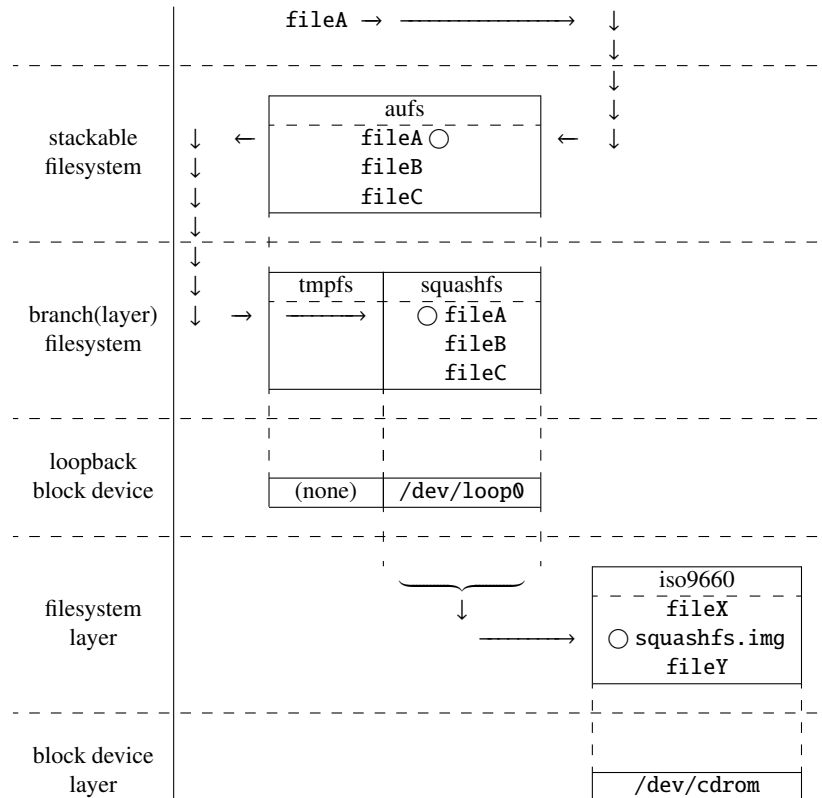 fileA → ⟶ ↓
aufs
stackable filesystem
fileA
fileB
fileC
tmpfs squashfs
branch(layer) filesystem
fileA
fileB
fileC
loopback block device
(none) /dev/loop0
iso9660
filesystem layer
fileX
squashfs.img
fileY
block device layer
/dev/cdrom